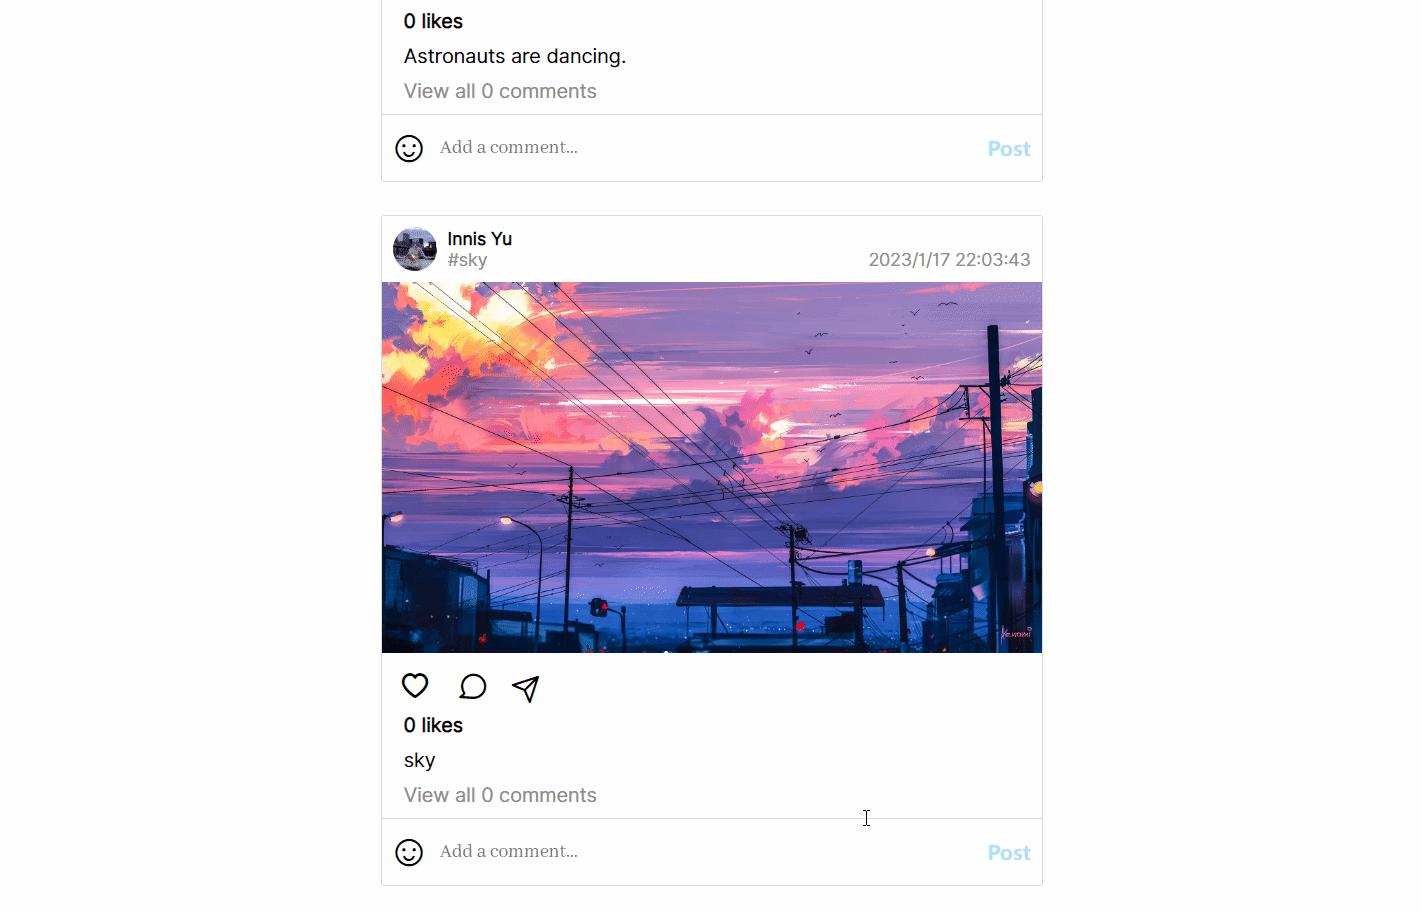 0 likes
Astronauts are dancing.
View all 0 comments
Add a comment... Post
Innis Yu
#sky 2023/1/17 22:03:43
Kenami
0 likes
sky
View all 0 comments
Add a comment... Post